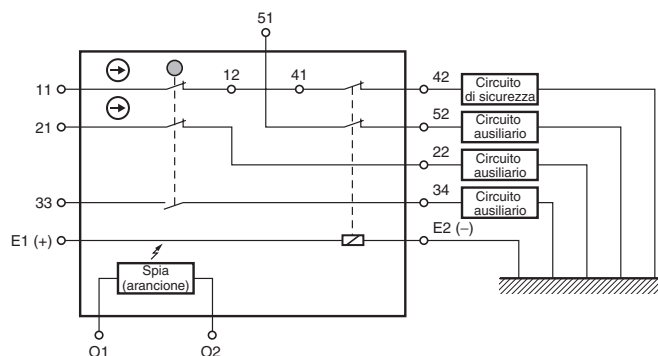 51
11
12
41
42
Circuito
di sicurezza
21
52
Circuito
ausiliario
22
Circuito
ausiliario
33
34
Circuito
ausiliario
E1 (+)
E2 (–)
Spia
(arancione)
O1
O2